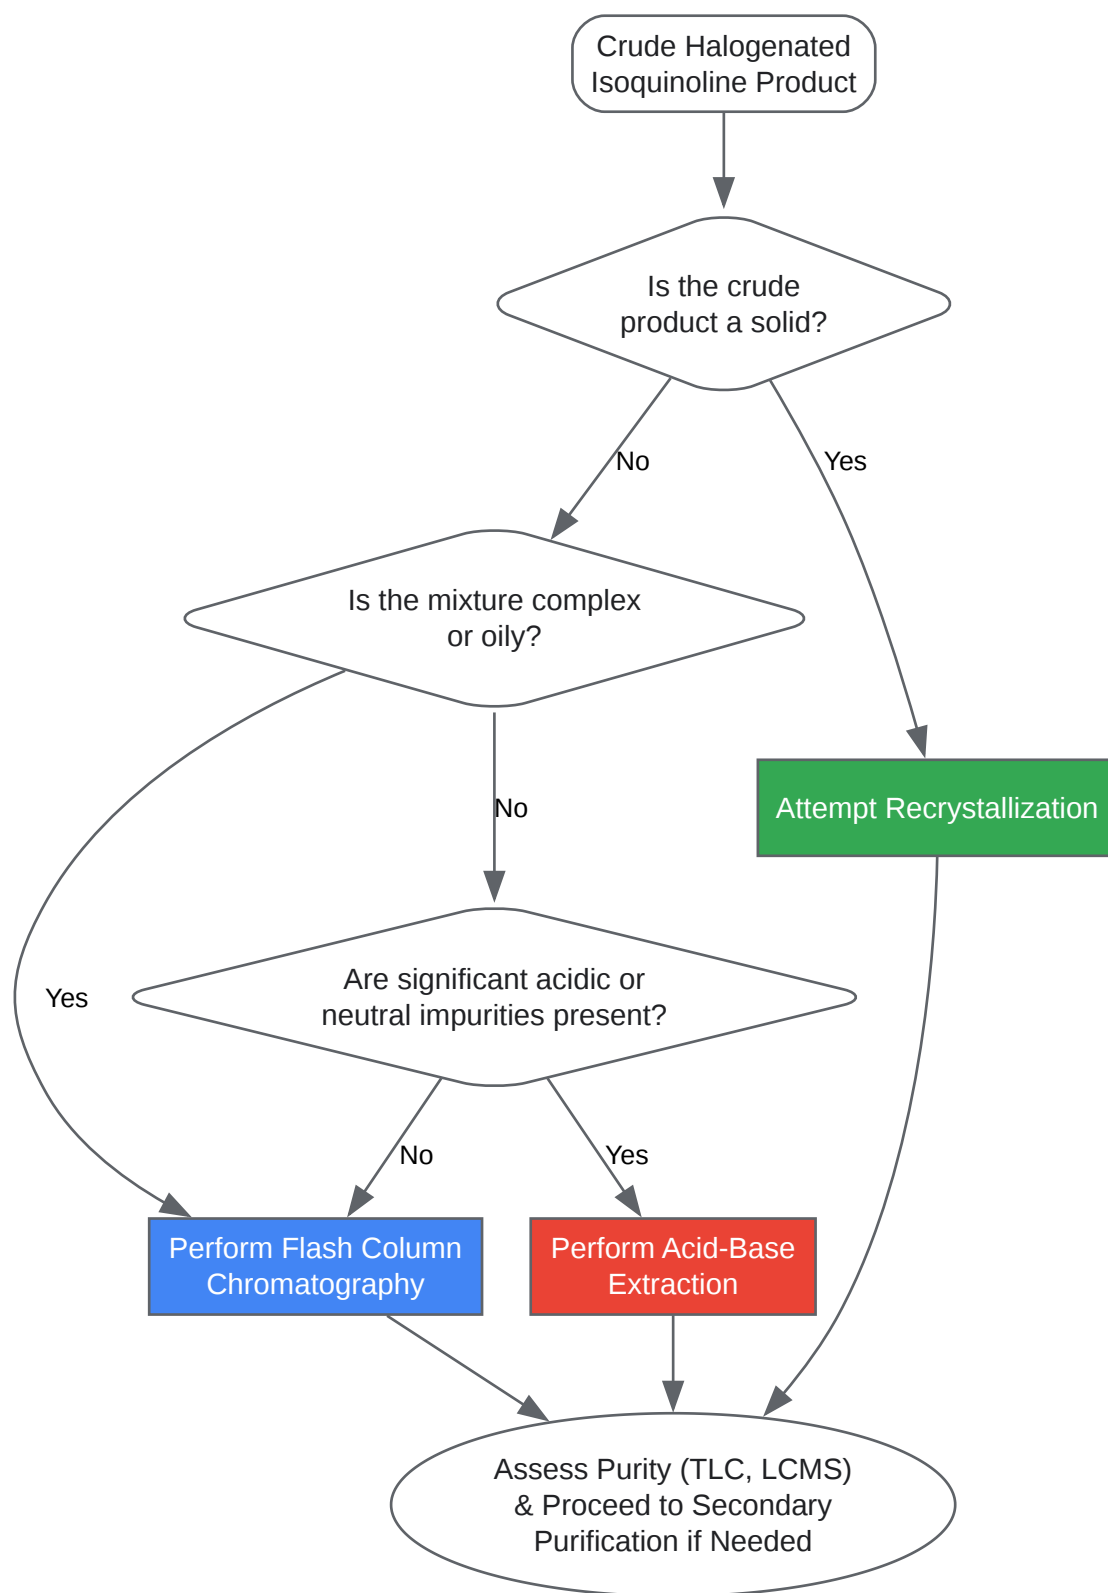 Crude Halogenated
Isoquinoline Product
Is the crude
product a solid?
No
Yes
Is the mixture complex
or oily?
No
Attempt Recrystallization
Yes
Are significant acidic or
neutral impurities present?
No
Yes
Perform Flash Column
Chromatography
Perform Acid-Base
Extraction
Assess Purity (TLC, LCMS)
& Proceed to Secondary
Purification if Needed